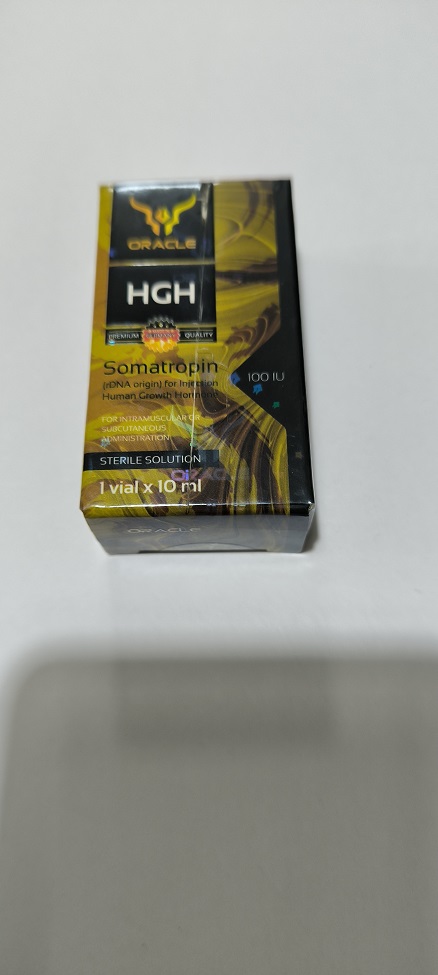 ORACLE
HGH
PREMIUM QUALITY
Somatropin
(rDNA origin) for Injection
Human Growth Hormone
100 IU
FOR INTRAMUSCULAR OR
SUBCUTANEOUS
ADMINISTRATION
STERILE SOLUTION
ORACLE
1 vial x 10 ml
ORACLE